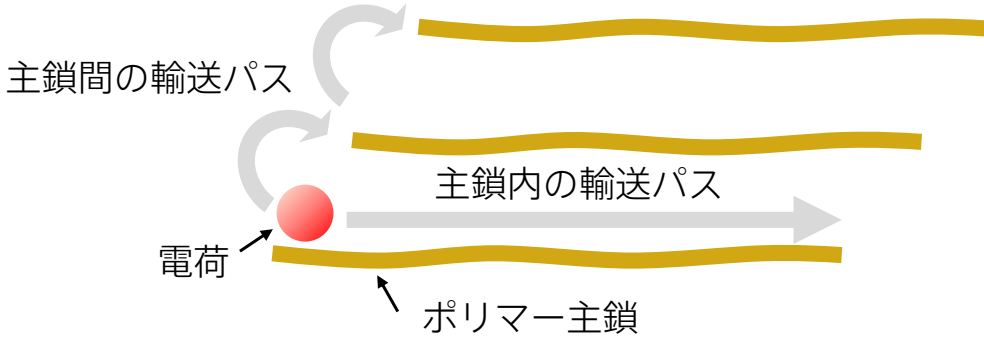 主鎖間の輸送パス
主鎖内の輸送パス
電荷
ポリマー主鎖